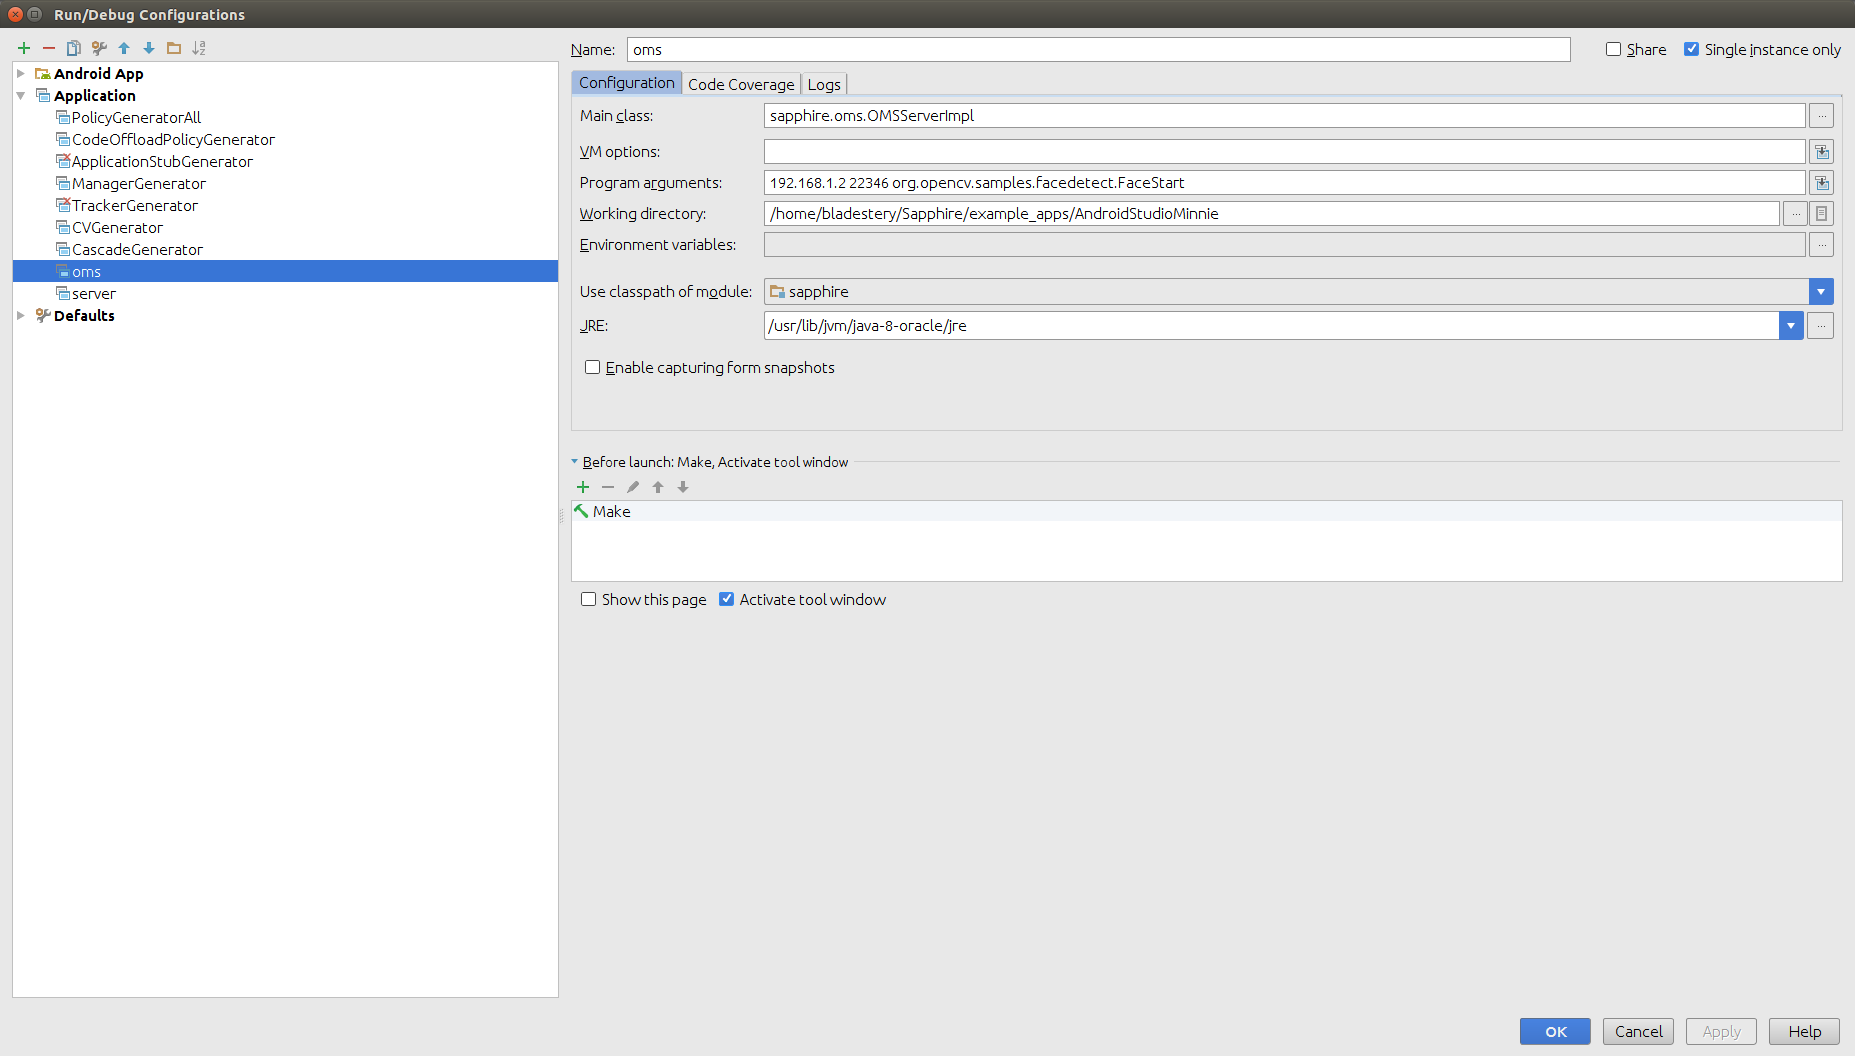 Run/Debug Configurations
Android App
Application
PolicyGeneratorAll
CodeOffloadPolicyGenerator
ApplicationStubGenerator
ManagerGenerator
TrackerGenerator
CVGenerator
CascadeGenerator
oms
server
Defaults
Name: oms Share Single instance only
Configuration Code Coverage Logs
Main class: sapphire.oms.OMSServerImpl ...
VM options:
Program arguments: 192.168.1.2 22346 org.opencv.samples.facedetect.FaceStart
Working directory: /home/bladestery/Sapphire/example_apps/AndroidStudioMinnie ...
Environment variables: ...
Use classpath of module: sapphire
JRE: /usr/lib/jvm/java-8-oracle/jre ...
Enable capturing form snapshots
Before launch: Make, Activate tool window
Make
Show this page Activate tool window
OK Cancel Apply Help